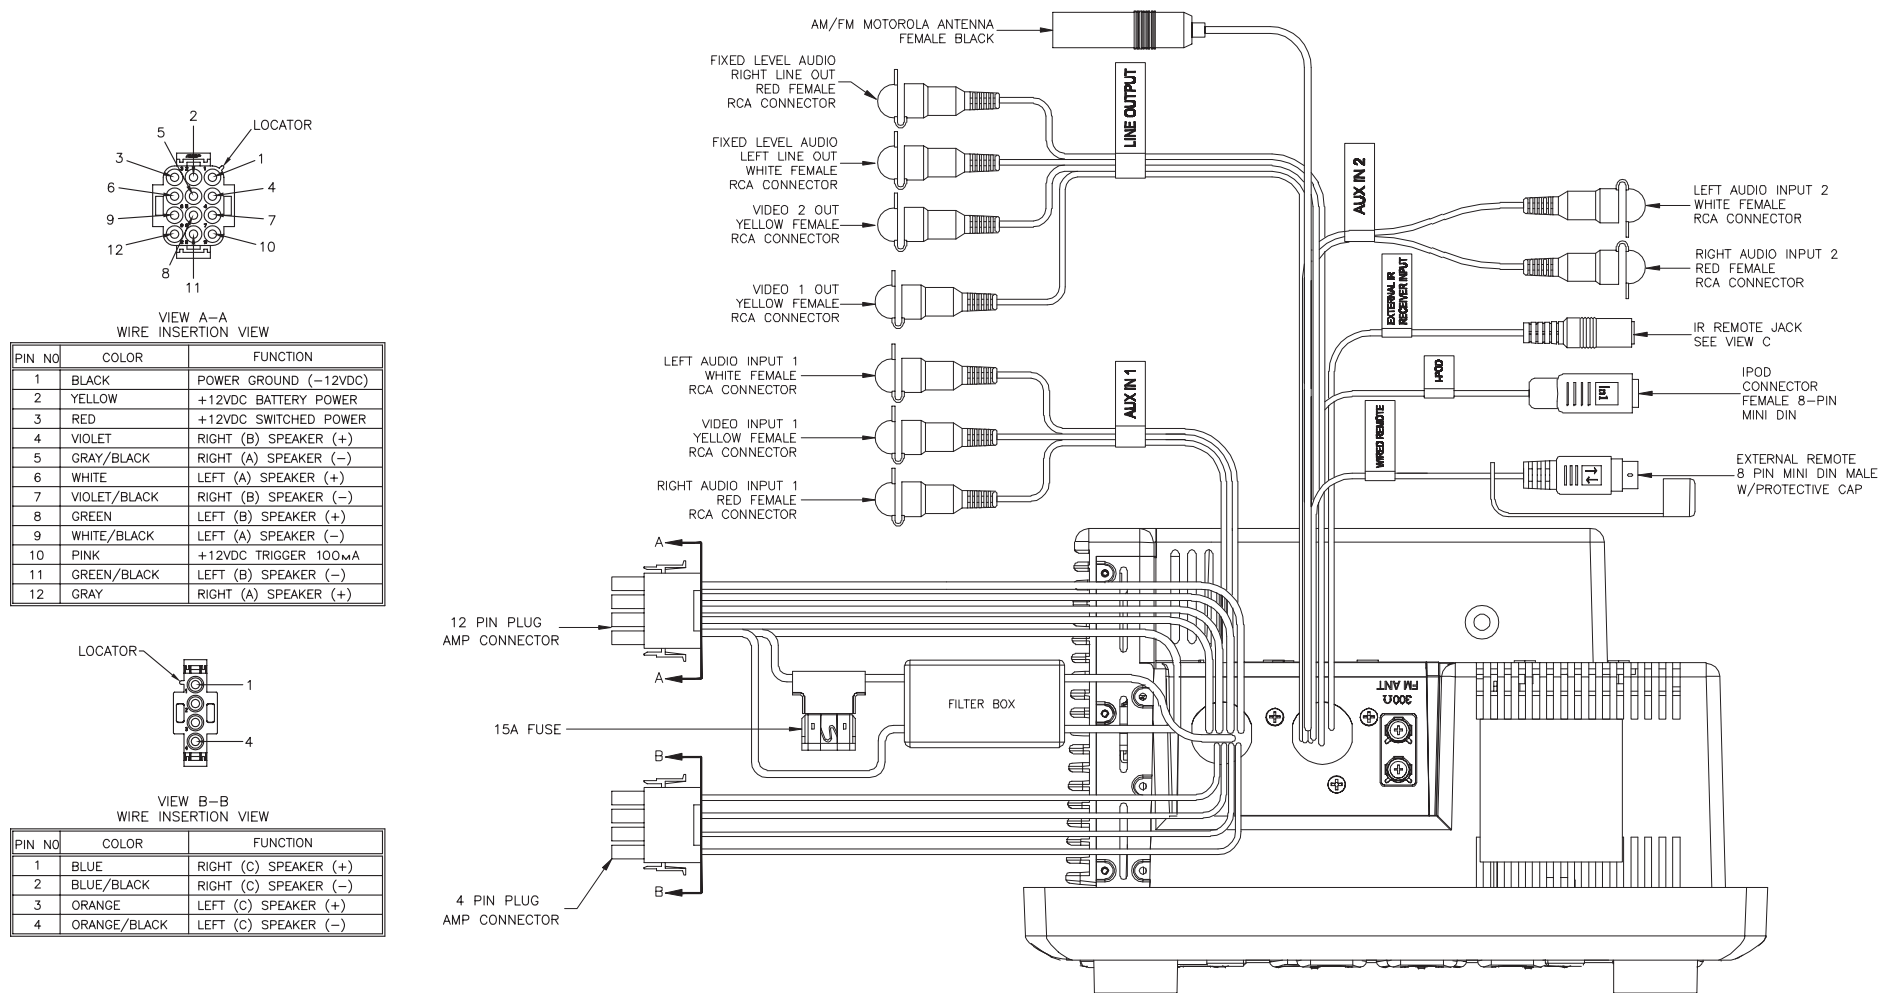 AM/FM MOTOROLA ANTENNA
FEMALE BLACK
FIXED LEVEL AUDIO
RIGHT LINE OUT
RED FEMALE
RCA CONNECTOR
FIXED LEVEL AUDIO
LEFT LINE OUT
WHITE FEMALE
RCA CONNECTOR
VIDEO 2 OUT
YELLOW FEMALE
RCA CONNECTOR
VIDEO 1 OUT
YELLOW FEMALE
RCA CONNECTOR
LINE OUTPUT
LEFT AUDIO INPUT 1
WHITE FEMALE
RCA CONNECTOR
VIDEO INPUT 1
YELLOW FEMALE
RCA CONNECTOR
RIGHT AUDIO INPUT 1
RED FEMALE
RCA CONNECTOR
AUX IN 1
AUX IN 2
LEFT AUDIO INPUT 2
WHITE FEMALE
RCA CONNECTOR
RIGHT AUDIO INPUT 2
RED FEMALE
RCA CONNECTOR
EXTERNAL IR
RECEIVER INPUT
IR REMOTE JACK
SEE VIEW C
I-POD
In1
IPOD
CONNECTOR
FEMALE 8-PIN
MINI DIN
WIRED REMOTE
EXTERNAL REMOTE
8 PIN MINI DIN MALE
W/PROTECTIVE CAP
2
5
LOCATOR
3
1
6
4
9
7
12
10
8
11
VIEW A-A
WIRE INSERTION VIEW
PIN NO COLOR FUNCTION
1 BLACK POWER GROUND (-12VDC)
2 YELLOW +12VDC BATTERY POWER
3 RED +12VDC SWITCHED POWER
4 VIOLET RIGHT (B) SPEAKER (+)
5 GRAY/BLACK RIGHT (A) SPEAKER (-)
6 WHITE LEFT (A) SPEAKER (+)
7 VIOLET/BLACK RIGHT (B) SPEAKER (-)
8 GREEN LEFT (B) SPEAKER (+)
9 WHITE/BLACK LEFT (A) SPEAKER (-)
10 PINK +12VDC TRIGGER 100MA
11 GREEN/BLACK LEFT (B) SPEAKER (-)
12 GRAY RIGHT (A) SPEAKER (+)
LOCATOR
1
4
VIEW B-B
WIRE INSERTION VIEW
PIN NO COLOR FUNCTION
1 BLUE RIGHT (C) SPEAKER (+)
2 BLUE/BLACK RIGHT (C) SPEAKER (-)
3 ORANGE LEFT (C) SPEAKER (+)
4 ORANGE/BLACK LEFT (C) SPEAKER (-)
A
12 PIN PLUG
AMP CONNECTOR
A
15A FUSE
FILTER BOX
B
B
4 PIN PLUG
AMP CONNECTOR
300Ω
FM ANT